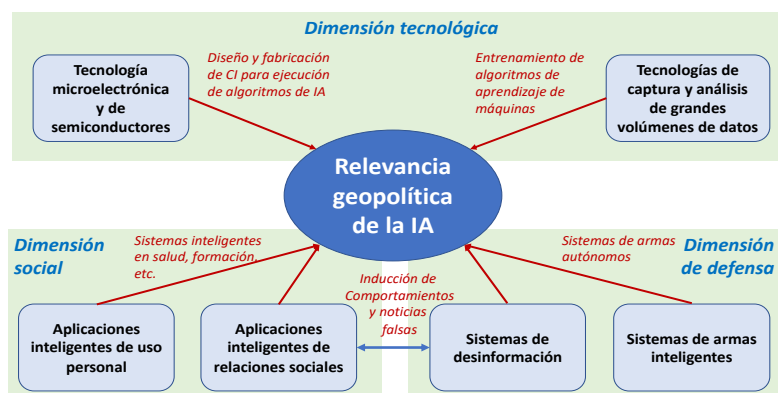 Dimensión tecnológica
Tecnología
microelectrónica
y de
semiconductores
Diseño y fabricación
de CI para ejecución
de algoritmos de IA
Entrenamiento de
algoritmos de
aprendizaje de
máquinas
Tecnologías de
captura y análisis
de grandes
volúmenes de datos
Relevancia
geopolítica
de la IA
Dimensión
social
Sistemas inteligentes
en salud, formación,
etc.
Sistemas de armas
autónomos
Dimensión
de defensa
Inducción de
Comportamientos
y noticias
falsas
Aplicaciones
inteligentes de uso
personal
Aplicaciones
inteligentes de
relaciones sociales
Sistemas de
desinformación
Sistemas de armas
inteligentes